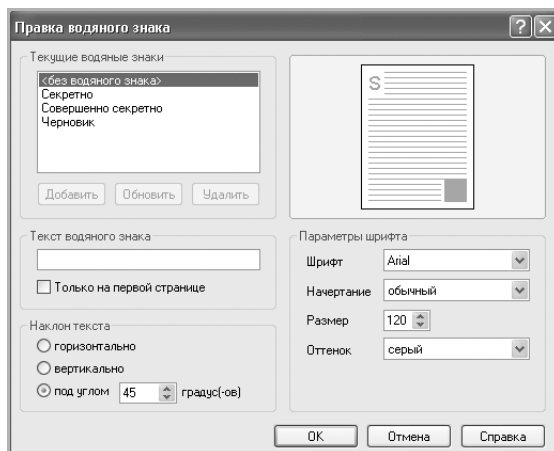 Правка водяного знака
Текущие водяные знаки
<без водяного знака>
Секретно
Совершенно секретно
Черновик
Добавить Обновить Удалить
S
Текст водяного знака
Только на первой странице
Наклон текста
горизонтально
вертикально
под углом 45 градус(-ов)
Параметры шрифта
Шрифт Arial
Начертание обычный
Размер 120
Оттенок серый
ОК Отмена Справка